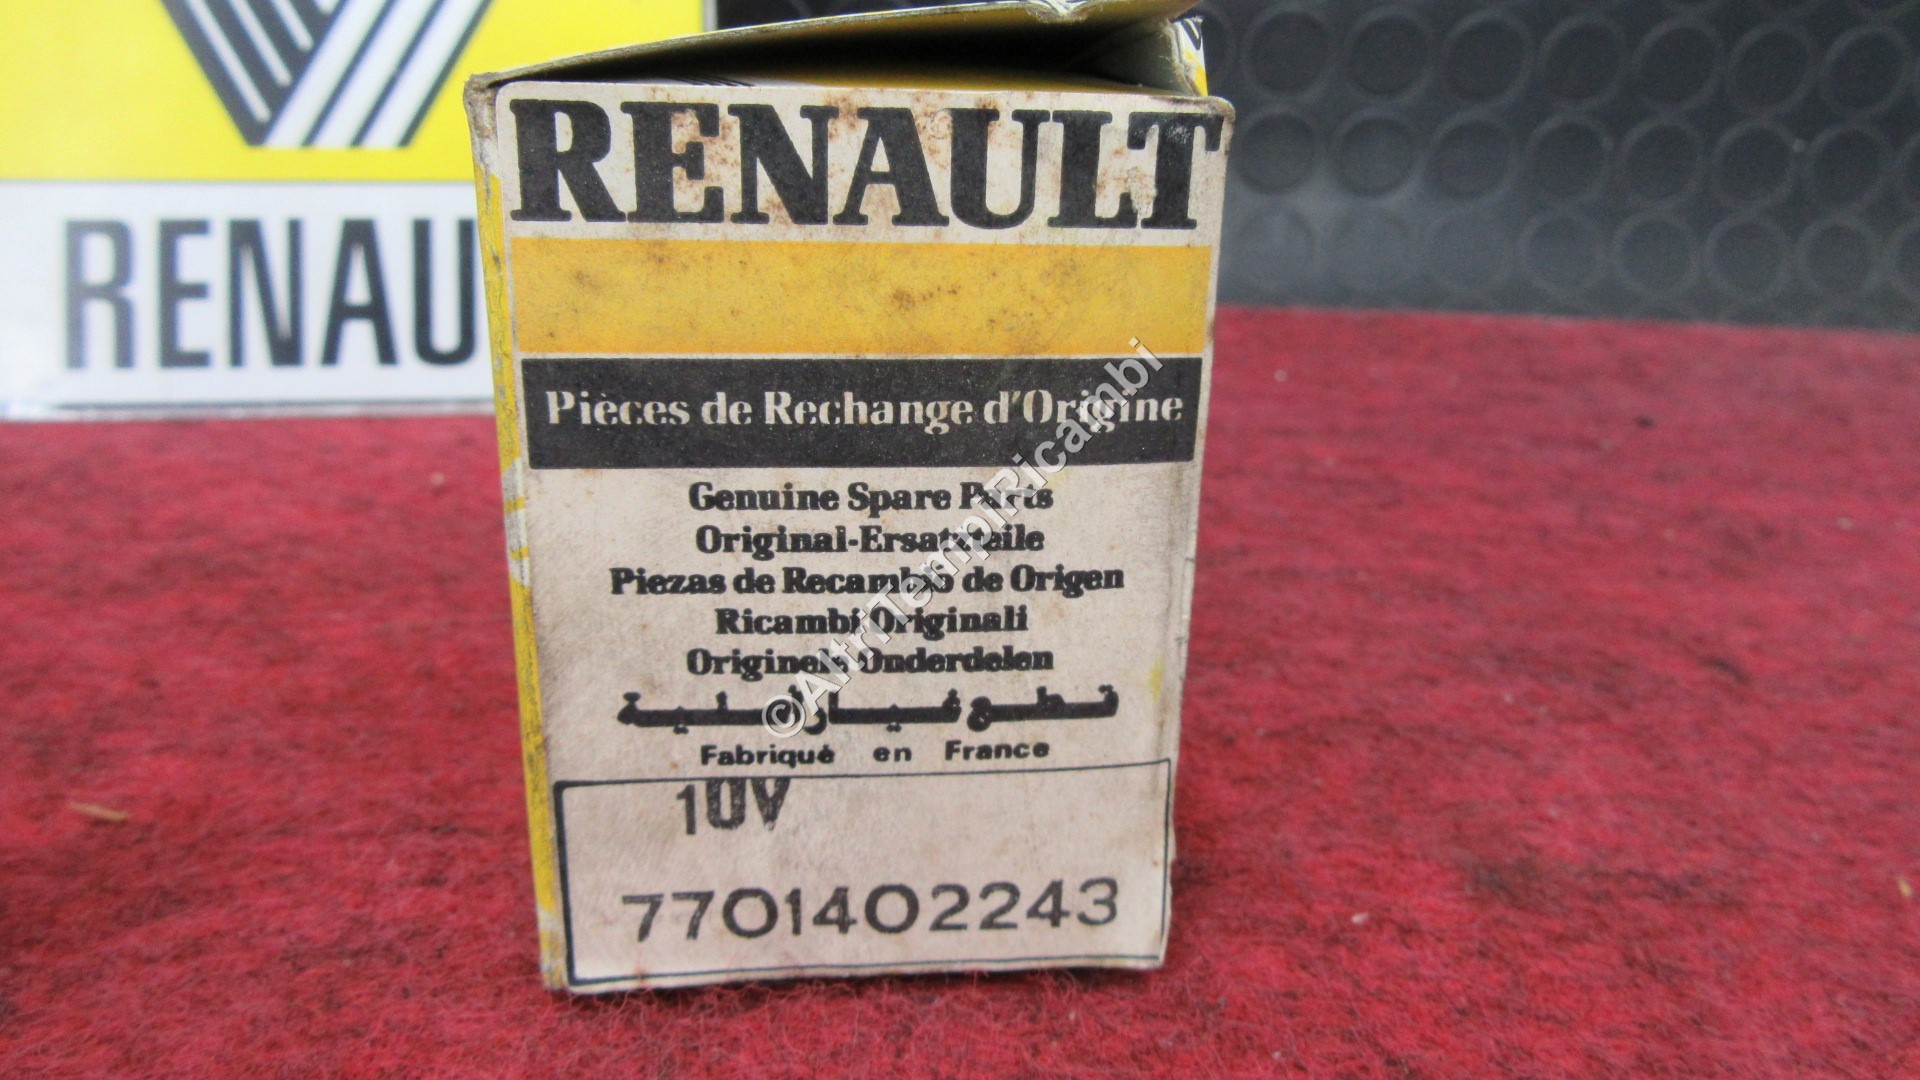 RENAULT
RENAU
Pièces de Rechange d'Origine
Genuine Spare Parts
Original-Ersatzteile
Piezas de Recambio de Origen
Ricambi Originali
Originele Onderdelen
قطع غيار أصلية
Fabriqué en France
10V
7701402243
©AltriTempiRicambi